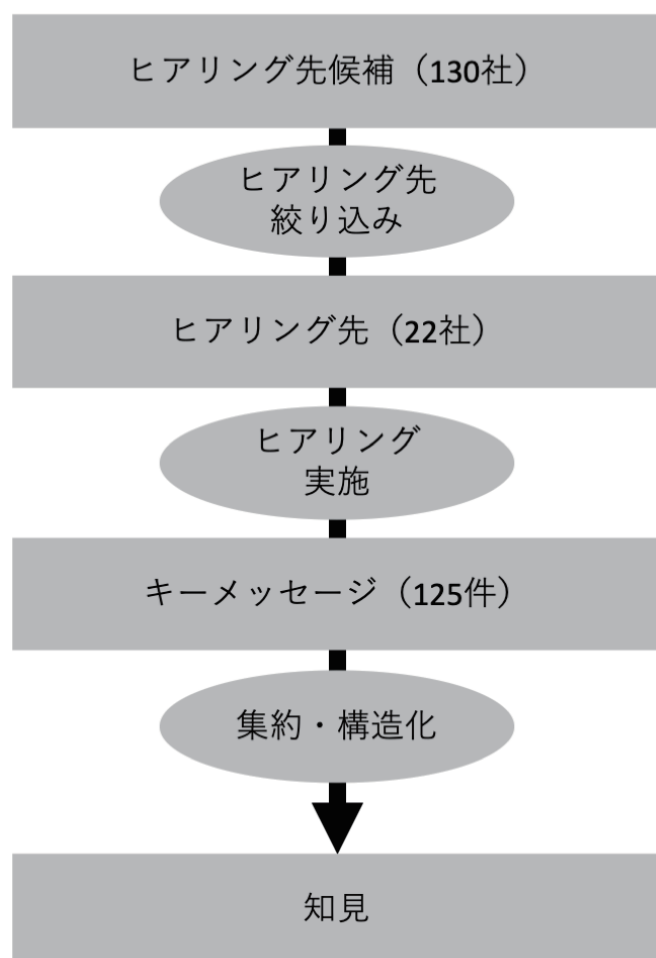 ヒアリング先候補（130社）
ヒアリング先
絞り込み
ヒアリング先（22社）
ヒアリング
実施
キーメッセージ（125件）
集約・構造化
知見